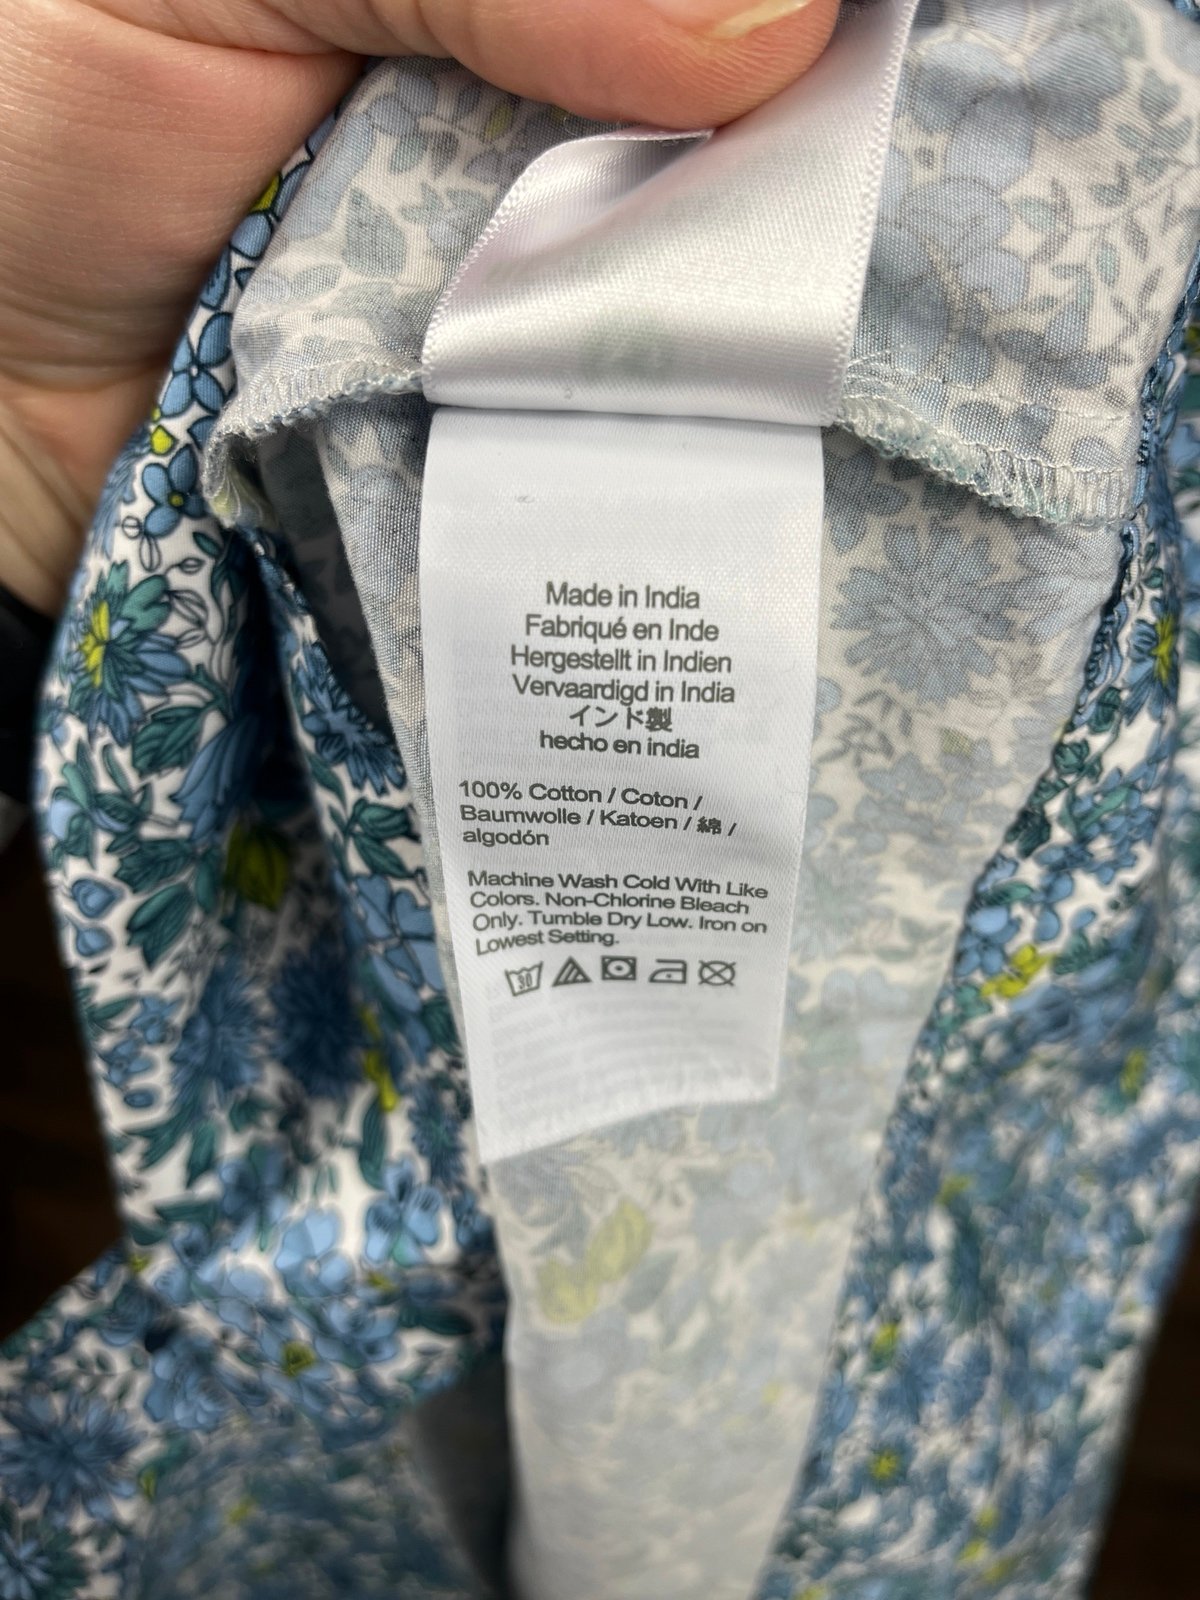 Made in India
Fabriqué en Inde
Hergestellt in Indien
Vervaardigd in India
インド製
hecho en india
100% Cotton / Coton /
Baumwolle / Katoen / 綿 /
algodón
Machine Wash Cold With Like
Colors. Non-Chlorine Bleach
Only. Tumble Dry Low. Iron on
Lowest Setting.
30